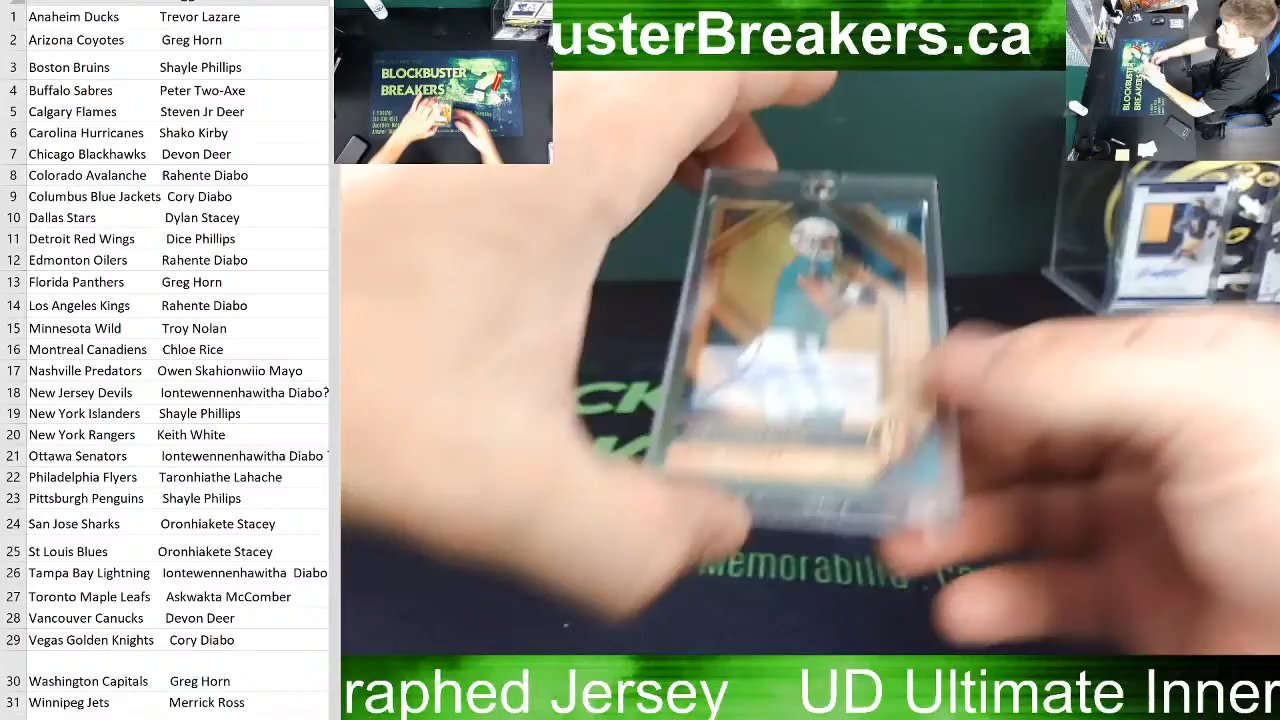 1 Anaheim Ducks Trevor Lazare
2 Arizona Coyotes Greg Horn
3 Boston Bruins Shayle Phillips
4 Buffalo Sabres Peter Two-Axe
5 Calgary Flames Steven Jr Deer
6 Carolina Hurricanes Shako Kirby
7 Chicago Blackhawks Devon Deer
8 Colorado Avalanche Rahente Diabo
9 Columbus Blue Jackets Cory Diabo
10 Dallas Stars Dylan Stacey
11 Detroit Red Wings Dice Phillips
12 Edmonton Oilers Rahente Diabo
13 Florida Panthers Greg Horn
14 Los Angeles Kings Rahente Diabo
15 Minnesota Wild Troy Nolan
16 Montreal Canadiens Chloe Rice
17 Nashville Predators Owen Skahionwiio Mayo
18 New Jersey Devils Iontewennenhawitha Diabo?
19 New York Islanders Shayle Phillips
20 New York Rangers Keith White
21 Ottawa Senators Iontewennenhawitha Diabo
22 Philadelphia Flyers Taronhiathe Lahache
23 Pittsburgh Penguins Shayle Philips
24 San Jose Sharks Oronhiakete Stacey
25 St Louis Blues Oronhiakete Stacey
26 Tampa Bay Lightning Iontewennenhawitha Diabo
27 Toronto Maple Leafs Askwakta McComber
28 Vancouver Canucks Devon Deer
29 Vegas Golden Knights Cory Diabo
30 Washington Capitals Greg Horn
31 Winnipeg Jets Merrick Ross
usterBreakers.ca
BLOCKBUSTER
BREAKERS
BLOCKBUSTER
BREAKERS
CK
Memorabilia
raphed Jersey UD Ultimate Inner